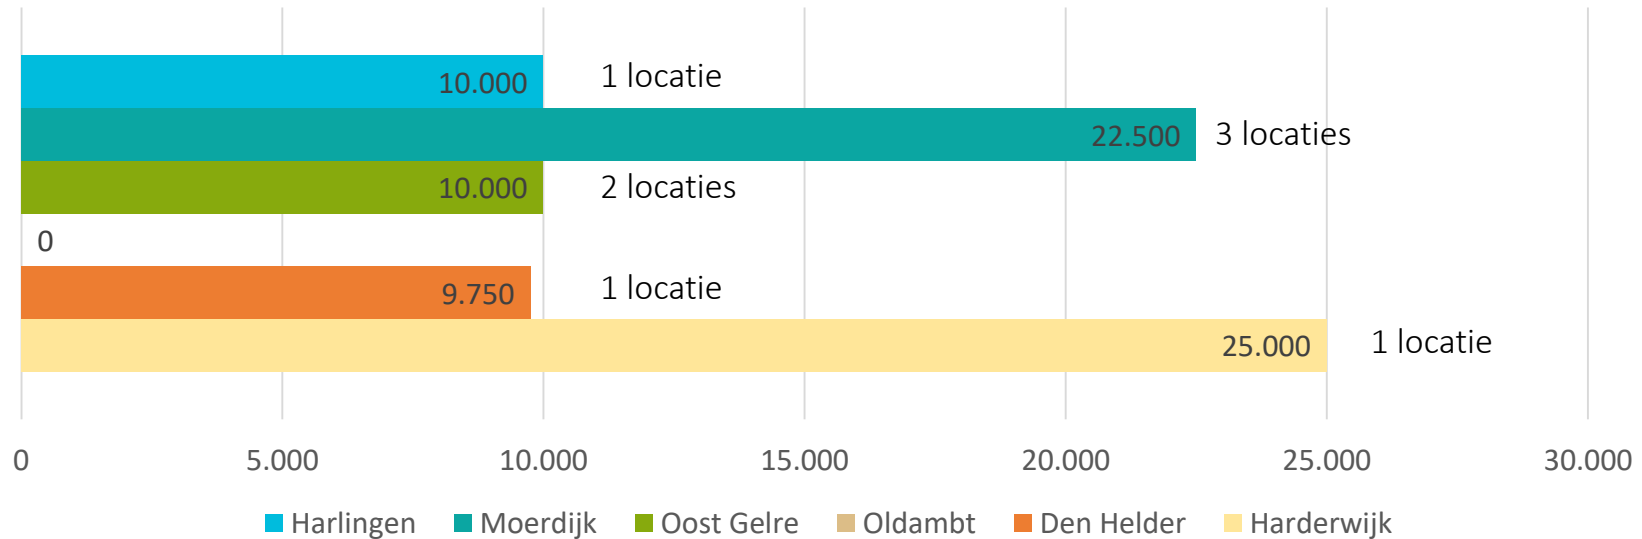 10.000 1 locatie
22.500 3 locaties
10.000 2 locaties
0
9.750 1 locatie
25.000 1 locatie
0 5.000 10.000 15.000 20.000 25.000 30.000
Harlingen Moerdijk Oost Gelre Oldambt Den Helder Harderwijk